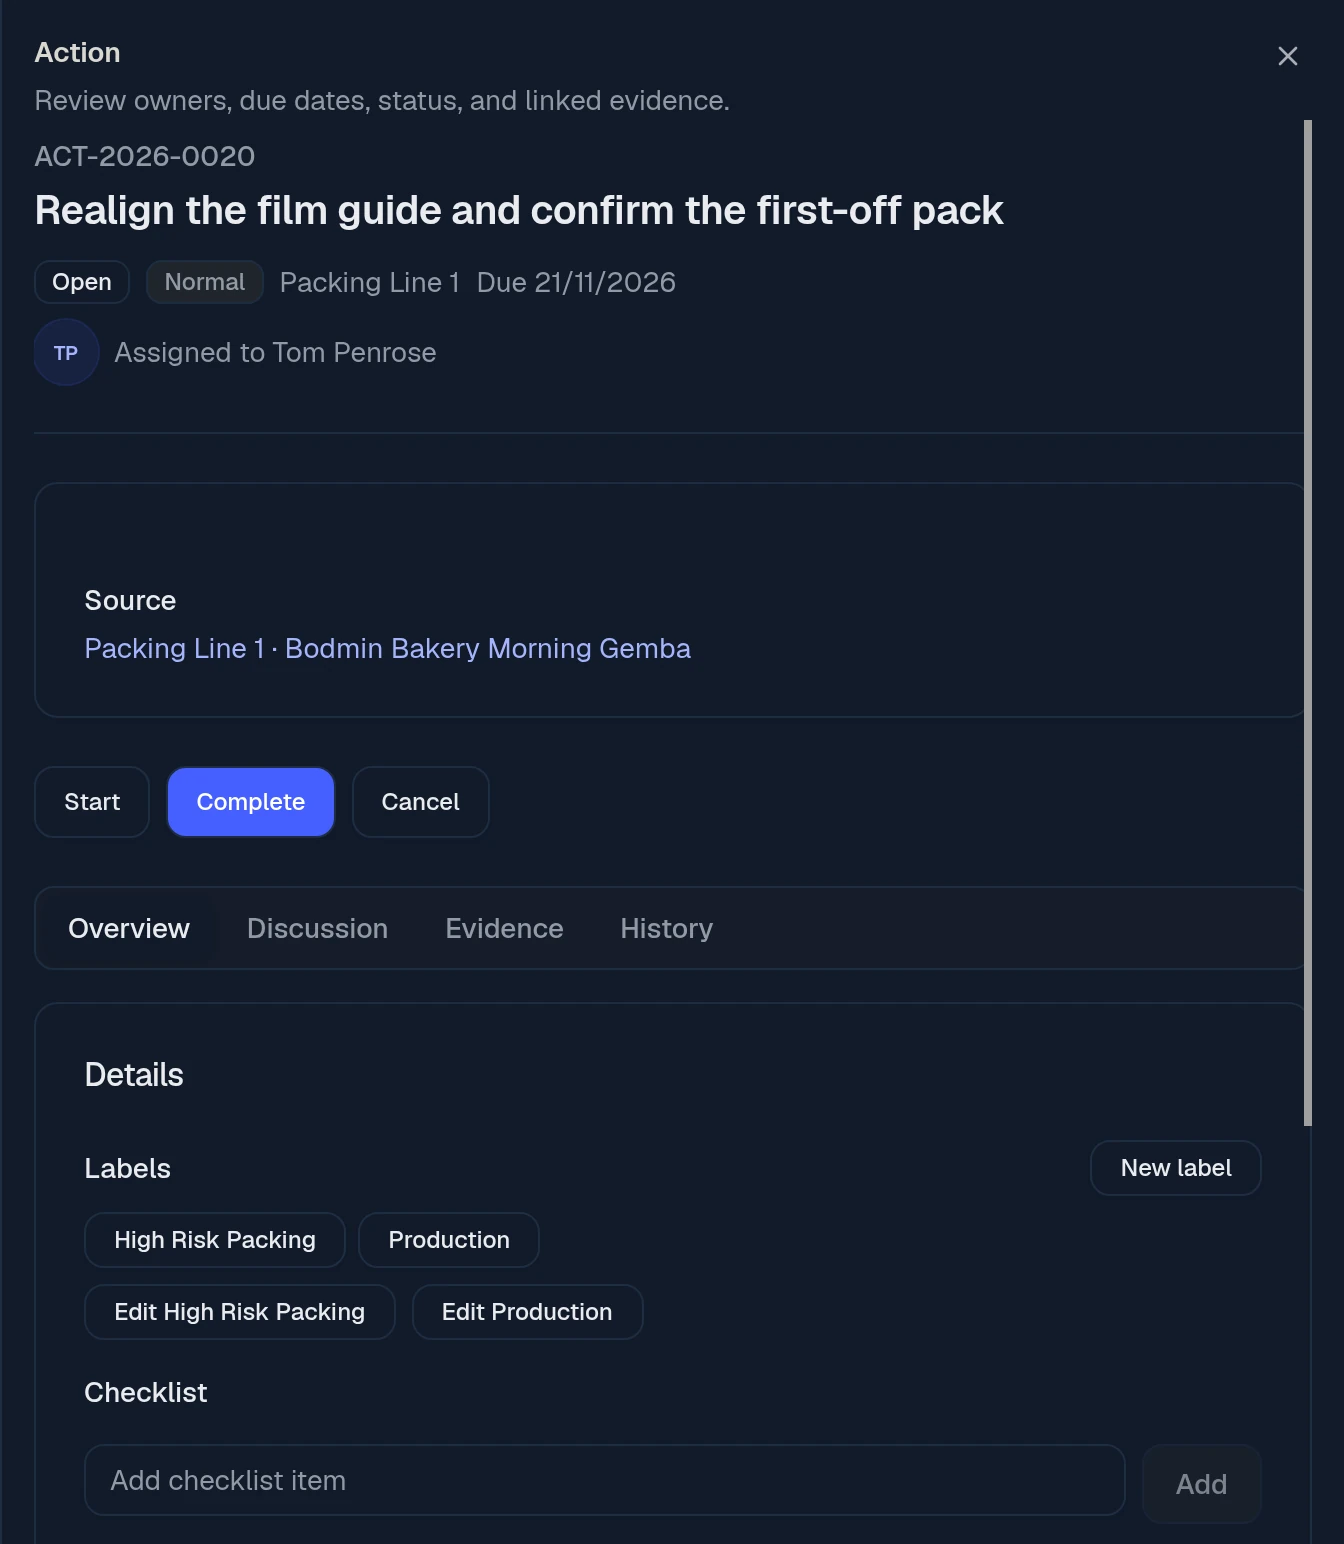 Action
Review owners, due dates, status, and linked evidence.
ACT-2026-0020
Realign the film guide and confirm the first-off pack
Open Normal Packing Line 1 Due 21/11/2026
TP Assigned to Tom Penrose
Source
Packing Line 1 · Bodmin Bakery Morning Gemba
Start Complete Cancel
Overview Discussion Evidence History
Details
Labels New label
High Risk Packing Production
Edit High Risk Packing Edit Production
Checklist
Add checklist item Add